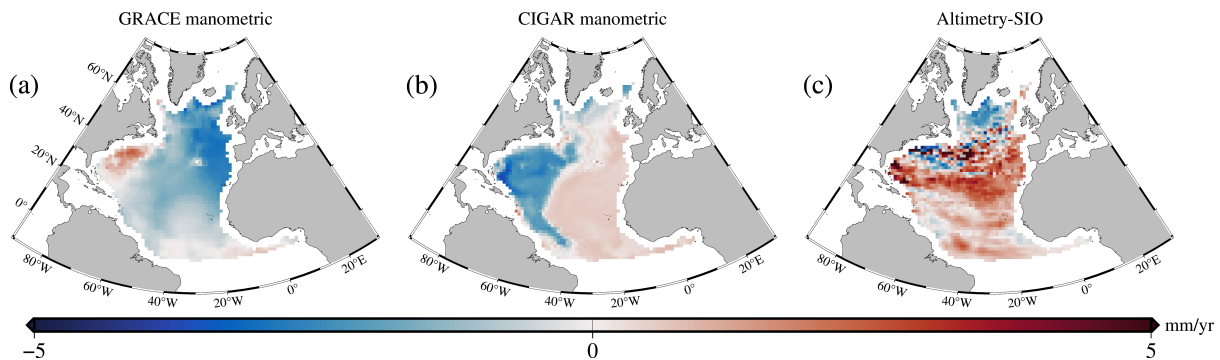 GRACE manometric
CIGAR manometric
Altimetry-SIO
(a)
(b)
(c)
60°N
40°N
20°N
0°
80°W
60°W
40°W
20°W
0°
20°E
80°W
60°W
40°W
20°W
0°
20°E
80°W
60°W
40°W
20°W
0°
20°E
−5
0
5
mm/yr